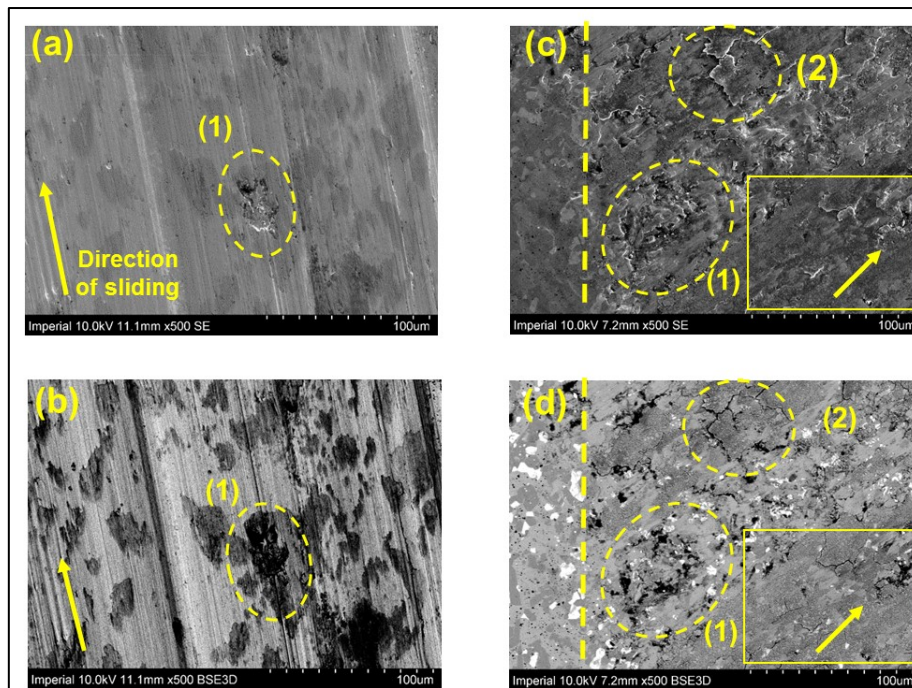 (a)
(1)
Direction
of sliding
Imperial 10.0kV 11.1mm x500 SE
100um
(c)
(2)
(1)
Imperial 10.0kV 7.2mm x500 SE
100um
(b)
(1)
Imperial 10.0kV 11.1mm x500 BSE3D
100um
(d)
(2)
(1)
Imperial 10.0kV 7.2mm x500 BSE3D
100um